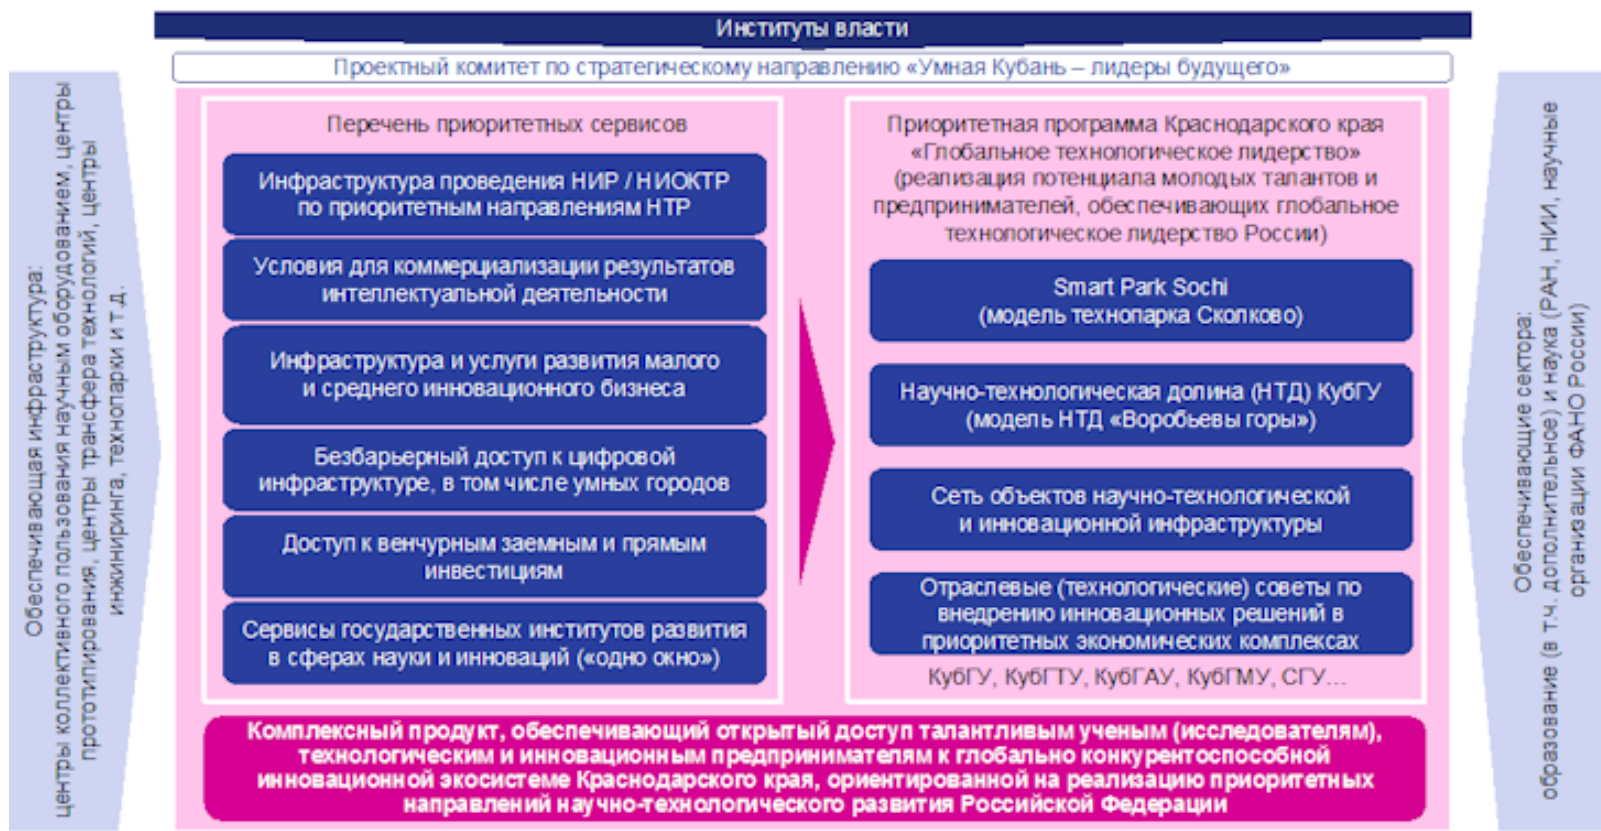 Институты власти
Проектный комитет по стратегическому направлению «Умная Кубань – лидеры будущего»
Обеспечивающая инфраструктура:
центры коллективного пользования научным оборудованием, центры
прототипирования, центры трансфера технологий, центры
инжиниринга, технопарки и т.д.
Перечень приоритетных сервисов
Инфраструктура проведения НИР / НИОКТР
по приоритетным направлениям НТР
Условия для коммерциализации результатов
интеллектуальной деятельности
Инфраструктура и услуги развития малого
и среднего инновационного бизнеса
Безбарьерный доступ к цифровой
инфраструктуре, в том числе умных городов
Доступ к венчурным заемным и прямым
инвестициям
Сервисы государственных институтов развития
в сферах науки и инноваций («одно окно»)
Приоритетная программа Краснодарского края
«Глобальное технологическое лидерство»
(реализация потенциала молодых талантов и
предпринимателей, обеспечивающих глобальное
технологическое лидерство России)
Smart Park Sochi
(модель технопарка Сколково)
Научно-технологическая долина (НТД) КубГУ
(модель НТД «Воробьевы горы»)
Сеть объектов научно-технологической
и инновационной инфраструктуры
Отраслевые (технологические) советы по
внедрению инновационных решений в
приоритетных экономических комплексах
КубГУ, КубГТУ, КубГАУ, КубГМУ, СГУ...
Комплексный продукт, обеспечивающий открытый доступ талантливым ученым (исследователям),
технологическим и инновационным предпринимателям к глобально конкурентоспособной
инновационной экосистеме Краснодарского края, ориентированной на реализацию приоритетных
направлений научно-технологического развития Российской Федерации
Обеспечивающие сектора:
образование (в т.ч. дополнительное) и наука (РАН, НИИ, научные
организации ФАНО России)